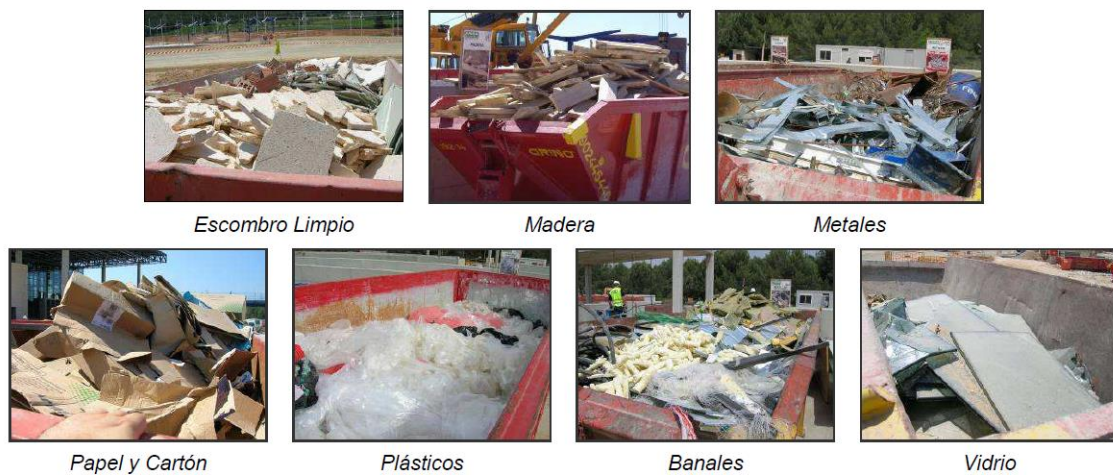 Escombro Limpio
Madera
Metales
Papel y Cartón
Plásticos
Banales
Vidrio